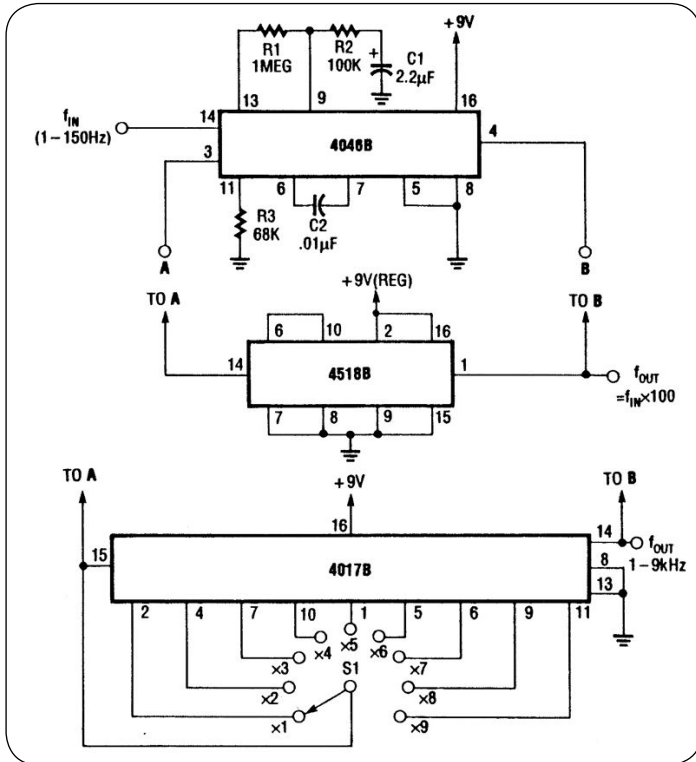 +9V
R1
1MEG
R2
100K
+
C1
2.2µF
13
9
16
fIN
(1–150Hz)
14
4
3
4046B
11
6
7
5
8
R3
68K
C2
.01µF
A
B
TO A
+9V(REG)
TO B
6
10
2
16
14
4518B
1
fOUT
=fIN×100
7
8
9
15
TO A
+9V
TO B
16
14
fOUT
1–9kHz
15
4017B
8
13
2
4
7
10
1
5
6
9
11
×4
×5
×6
×3
S1
×7
×2
×8
×1
×9